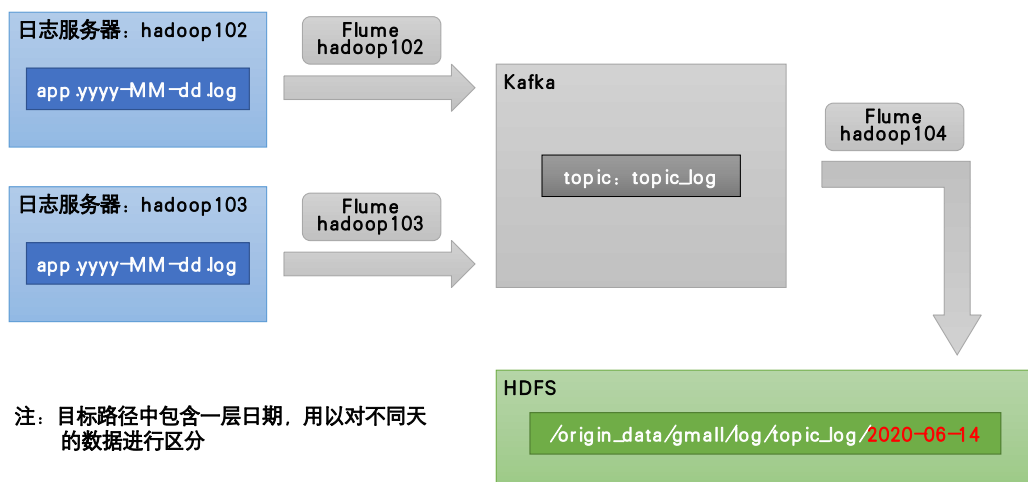 日志服务器：hadoop102
app.yyyy-MM-dd.log
Flume
hadoop102
日志服务器：hadoop103
app.yyyy-MM-dd.log
Flume
hadoop103
Kafka
topic：topic_log
Flume
hadoop104
HDFS
/origin_data/gmall/log/topic_log/2020-06-14
注：目标路径中包含一层日期，用以对不同天
的数据进行区分